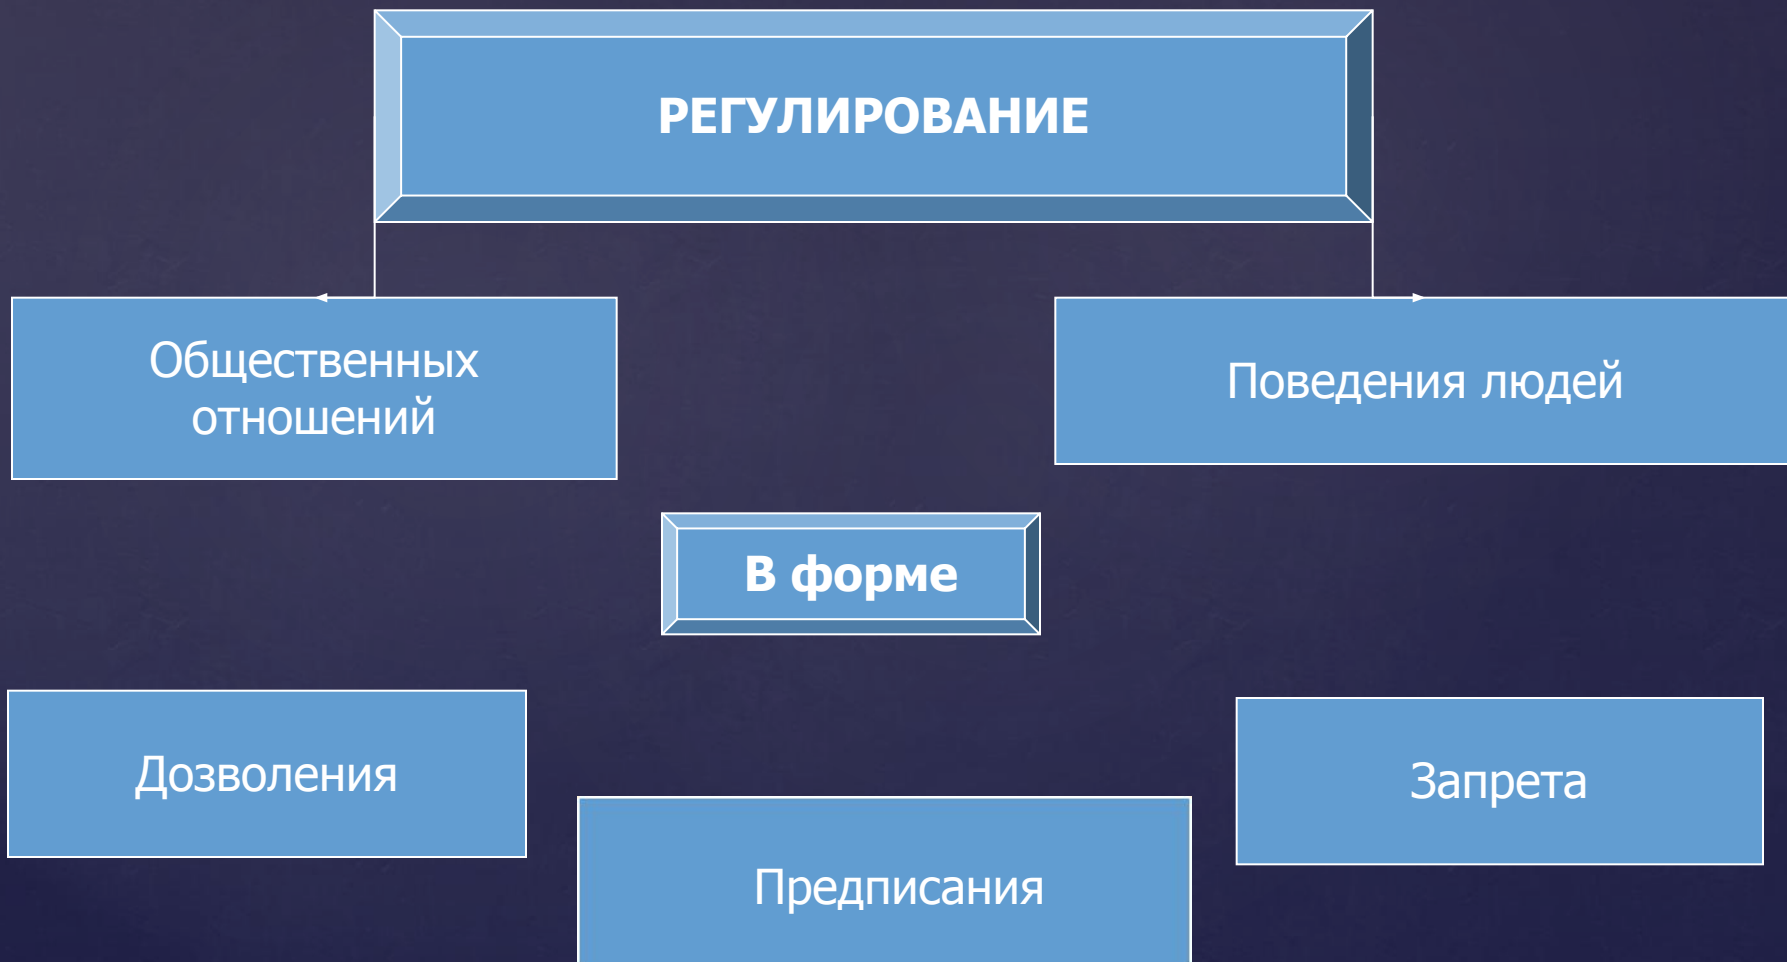 РЕГУЛИРОВАНИЕ
Общественных
отношений
Поведения людей
В форме
Дозволения
Запрета
Предписания